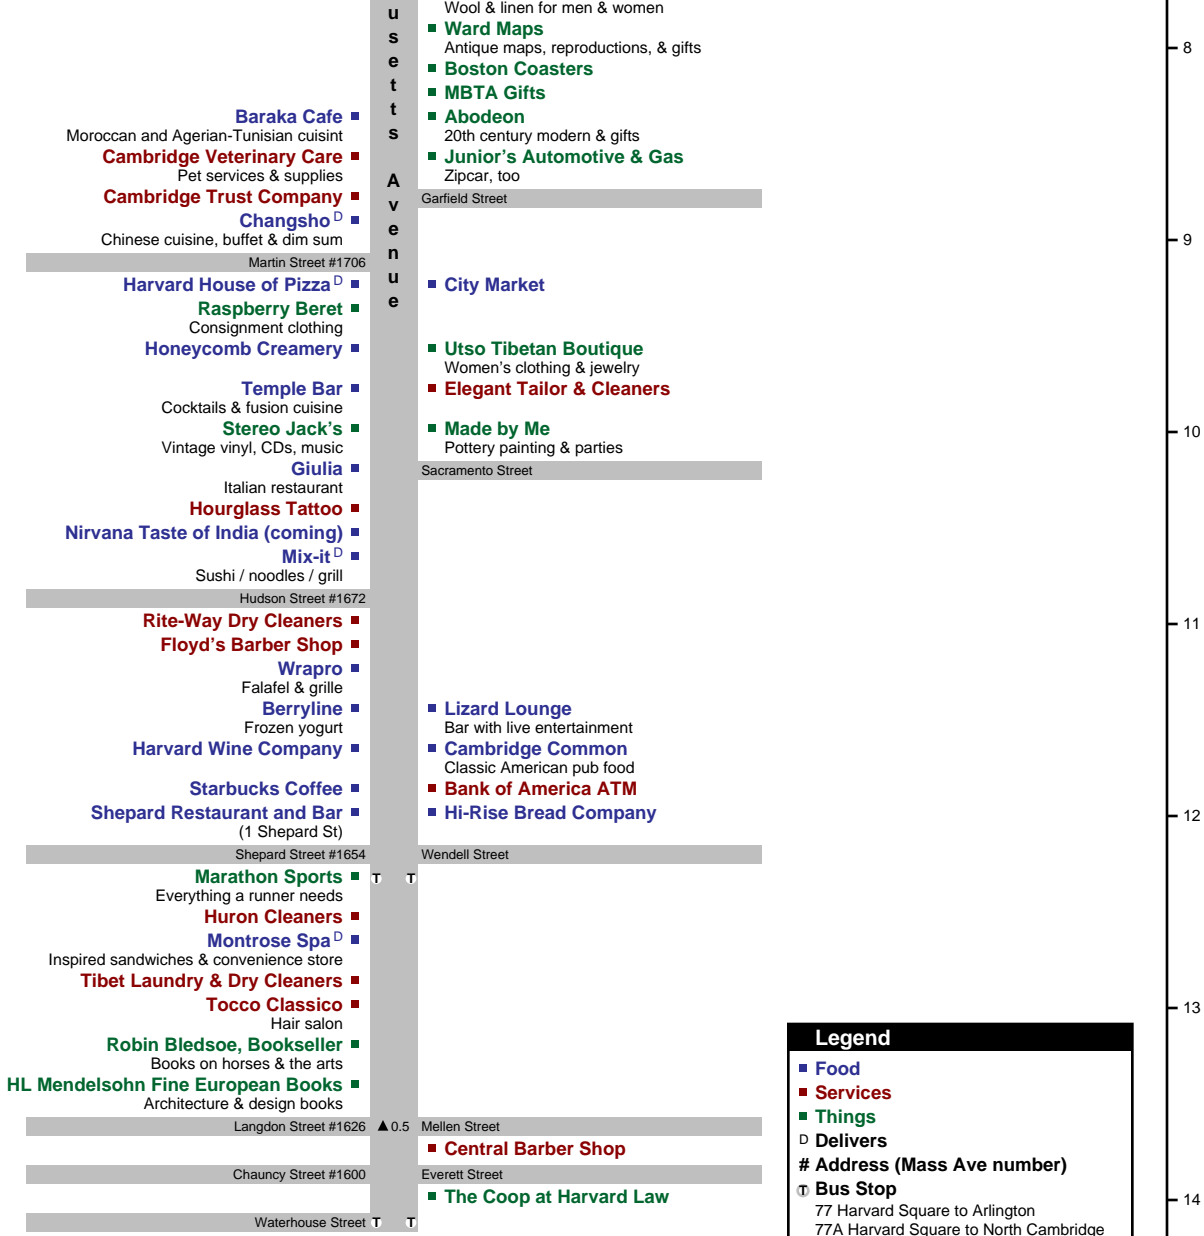 u
s
e
t
t
s
A
v
e
n
u
e
Baraka Cafe
Moroccan and Agerian-Tunisian cuisint
Cambridge Veterinary Care
Pet services & supplies
Cambridge Trust Company
Changsho D
Chinese cuisine, buffet & dim sum
Martin Street #1706
Harvard House of Pizza D
Raspberry Beret
Consignment clothing
Honeycomb Creamery
Temple Bar
Cocktails & fusion cuisine
Stereo Jack's
Vintage vinyl, CDs, music
Giulia
Italian restaurant
Hourglass Tattoo
Nirvana Taste of India (coming)
Mix-it D
Sushi / noodles / grill
Hudson Street #1672
Rite-Way Dry Cleaners
Floyd's Barber Shop
Wrapro
Falafel & grille
Berryline
Frozen yogurt
Harvard Wine Company
Starbucks Coffee
Shepard Restaurant and Bar
(1 Shepard St)
Shepard Street #1654
Marathon Sports
T T
Everything a runner needs
Huron Cleaners
Montrose Spa D
Inspired sandwiches & convenience store
Tibet Laundry & Dry Cleaners
Tocco Classico
Hair salon
Robin Bledsoe, Bookseller
Books on horses & the arts
HL Mendelsohn Fine European Books
Architecture & design books
Langdon Street #1626
▲0.5
Chauncy Street #1600
Waterhouse Street
T T
Wool & linen for men & women
Ward Maps
Antique maps, reproductions, & gifts
Boston Coasters
MBTA Gifts
Abodeon
20th century modern & gifts
Junior's Automotive & Gas
Zipcar, too
Garfield Street
City Market
Utso Tibetan Boutique
Women's clothing & jewelry
Elegant Tailor & Cleaners
Made by Me
Pottery painting & parties
Sacramento Street
Lizard Lounge
Bar with live entertainment
Cambridge Common
Classic American pub food
Bank of America ATM
Hi-Rise Bread Company
Wendell Street
Mellen Street
Central Barber Shop
Everett Street
The Coop at Harvard Law
Legend
Food
Services
Things
D Delivers
# Address (Mass Ave number)
T Bus Stop
77 Harvard Square to Arlington
77A Harvard Square to North Cambridge
8
9
10
11
12
13
14